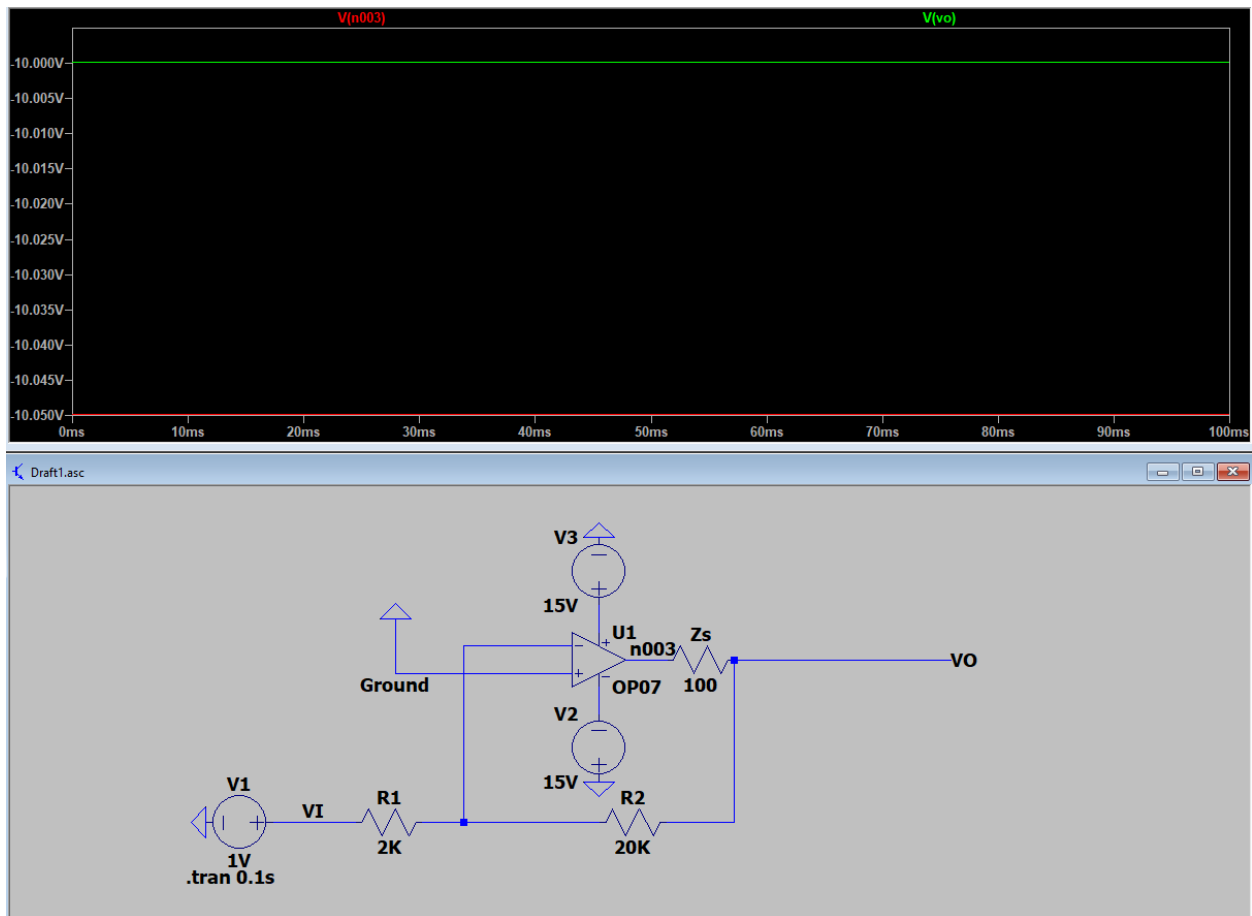 V(n003) V(vo)
-10.000V
-10.005V
-10.010V
-10.015V
-10.020V
-10.025V
-10.030V
-10.035V
-10.040V
-10.045V
-10.050V
0ms 10ms 20ms 30ms 40ms 50ms 60ms 70ms 80ms 90ms 100ms
Draft1.asc
V3
15V
U1
n003
Zs
100
VO
OP07
Ground
V2
15V
V1
VI
R1
2K
R2
20K
1V
.tran 0.1s